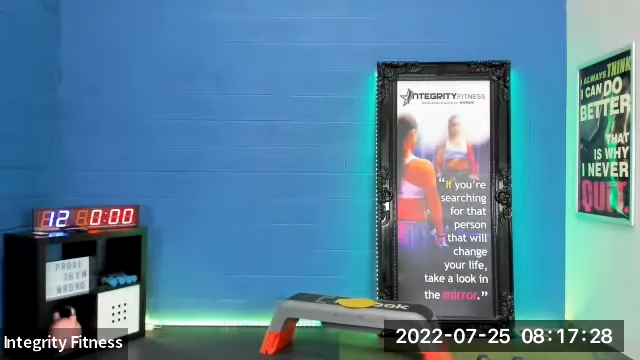 INTEGRITY FITNESS
"If you're
searching
for that
person
that will
change
your life,
take a look in
the mirror."
I ALWAYS THINK
I CAN DO
BETTER
THAT
IS WHY
I NEVER
QUIT.
12 0:00
PROVE
THEM
WRONG
Integrity Fitness
2022-07-25 08:17:28